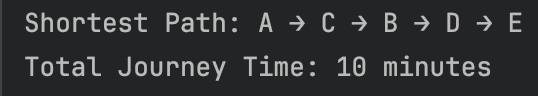 Shortest Path: A → C → B → D → E
Total Journey Time: 10 minutes